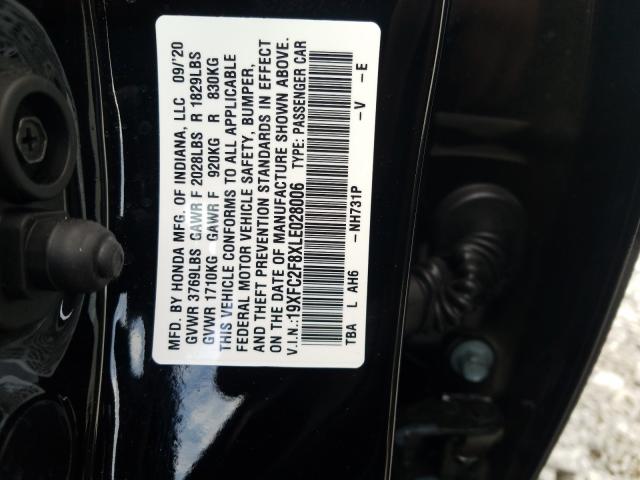 MFD. BY HONDA MFG. OF INDIANA, LLC 09/'20
GVWR 3769LBS GAWR F 2028LBS R 1829LBS
GVWR 1710KG GAWR F 920KG R 830KG
THIS VEHICLE CONFORMS TO ALL APPLICABLE
FEDERAL MOTOR VEHICLE SAFETY, BUMPER,
AND THEFT PREVENTION STANDARDS IN EFFECT
ON THE DATE OF MANUFACTURE SHOWN ABOVE.
V.I.N.:19XFC2F8XLE028006 TYPE: PASSENGER CAR
TBA L AH6 -NH731P -V -E